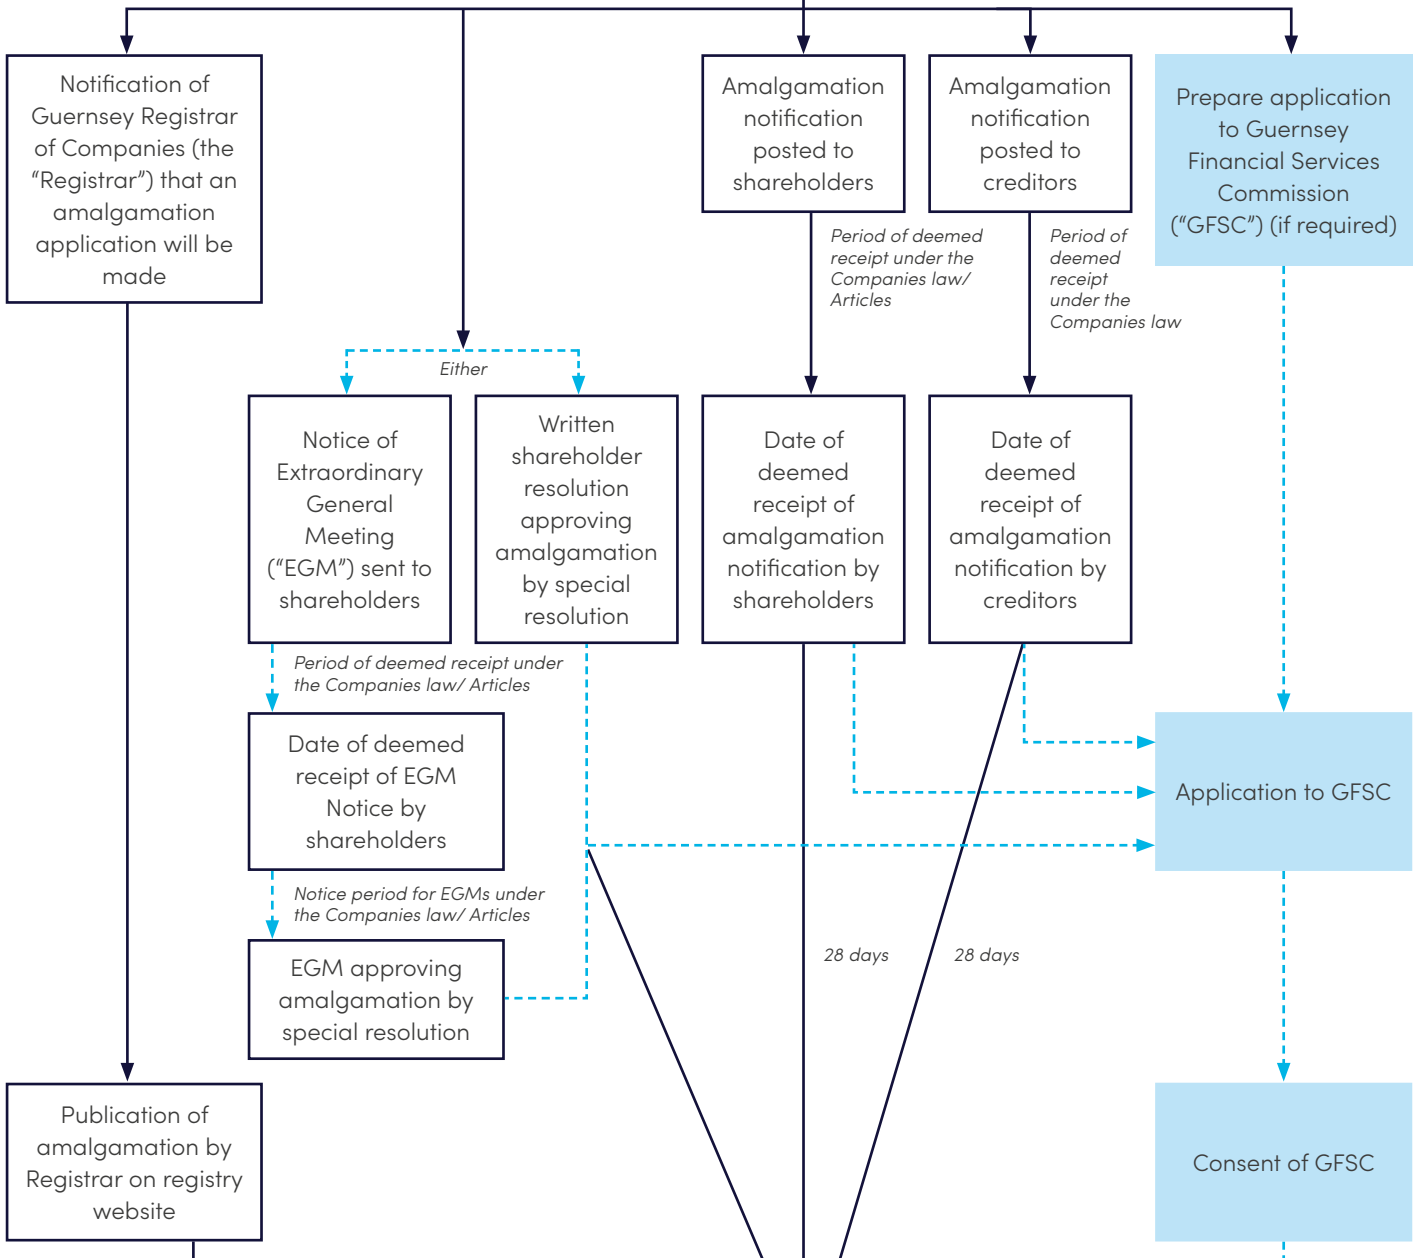 Notification of
Guernsey Registrar
of Companies (the
“Registrar”) that an
amalgamation
application will be
made
Amalgamation
notification
posted to
shareholders
Amalgamation
notification
posted to
creditors
Prepare application
to Guernsey
Financial Services
Commission
(“GFSC”) (if required)
Period of deemed
receipt under the
Companies law/
Articles
Period of
deemed
receipt
under the
Companies law
Either
Notice of
Extraordinary
General
Meeting
(“EGM”) sent to
shareholders
Written
shareholder
resolution
approving
amalgamation
by special
resolution
Date of
deemed
receipt of
amalgamation
notification by
shareholders
Date of
deemed
receipt of
amalgamation
notification by
creditors
Period of deemed receipt under
the Companies law/ Articles
Date of deemed
receipt of EGM
Notice by
shareholders
Application to GFSC
Notice period for EGMs under
the Companies law/ Articles
EGM approving
amalgamation by
special resolution
28 days
28 days
Publication of
amalgamation by
Registrar on registry
website
Consent of GFSC